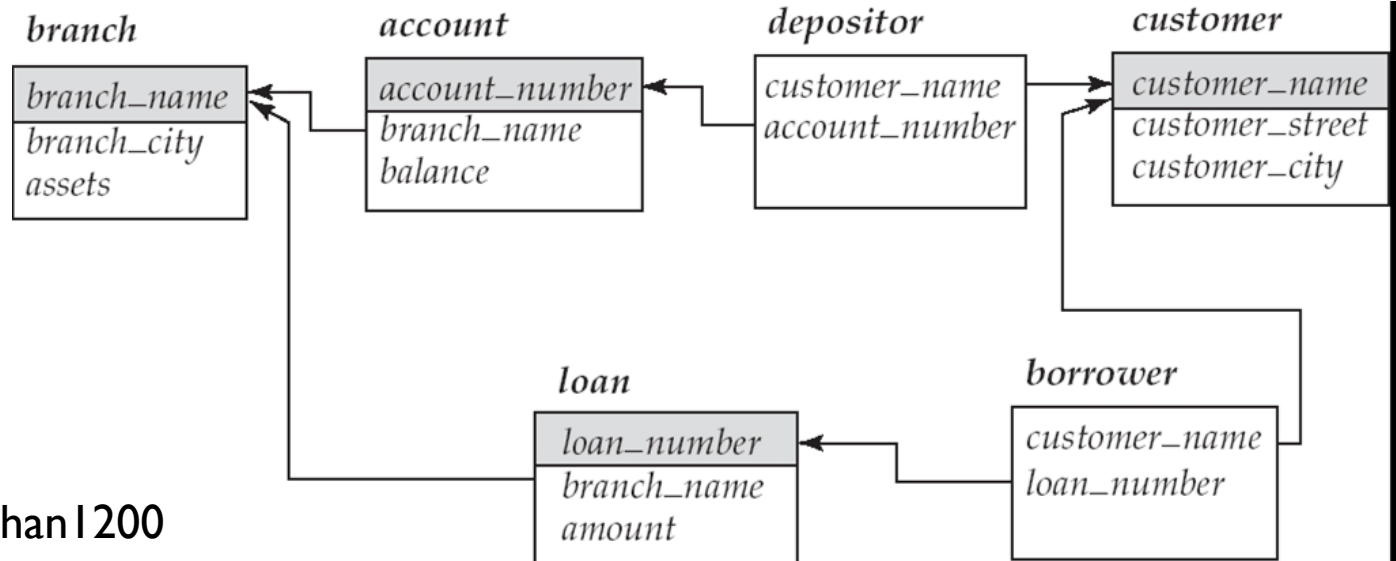 branch
branch_name
branch_city
assets
account
account_number
branch_name
balance
depositor
customer_name
account_number
customer
customer_name
customer_street
customer_city
loan
loan_number
branch_name
amount
borrower
customer_name
loan_number
han1200